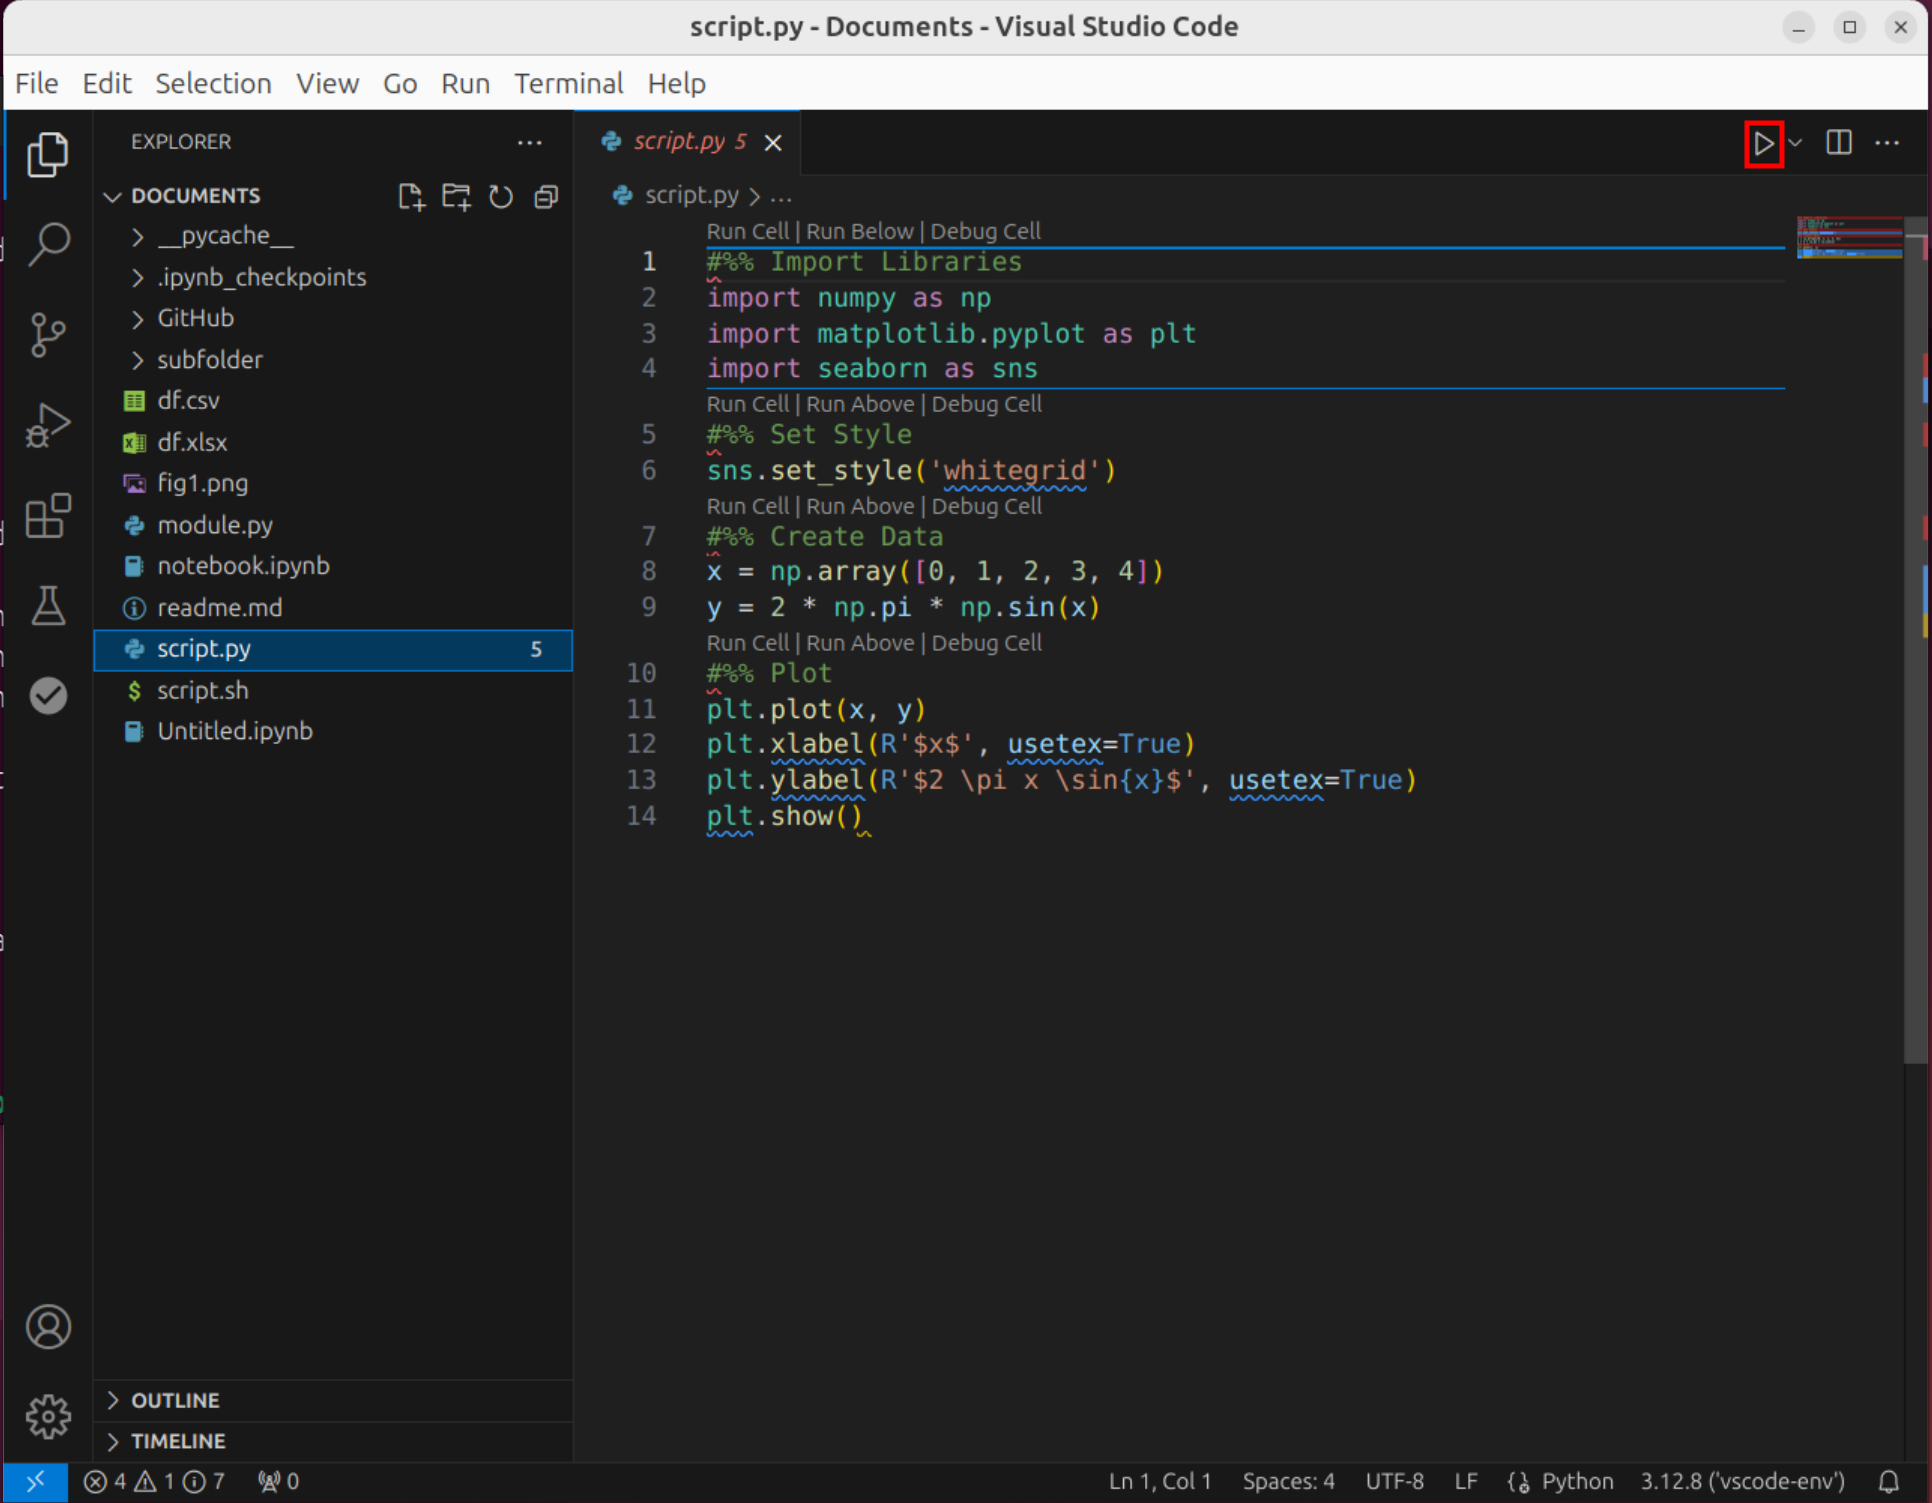 script.py - Documents - Visual Studio Code
File Edit Selection View Go Run Terminal Help
EXPLORER
DOCUMENTS
__pycache__
.ipynb_checkpoints
GitHub
subfolder
df.csv
df.xlsx
fig1.png
module.py
notebook.ipynb
readme.md
script.py 5
script.sh
Untitled.ipynb
OUTLINE
TIMELINE
script.py 5
script.py > ...
Run Cell | Run Below | Debug Cell
1 #%% Import Libraries
2 import numpy as np
3 import matplotlib.pyplot as plt
4 import seaborn as sns
Run Cell | Run Above | Debug Cell
5 #%% Set Style
6 sns.set_style('whitegrid')
Run Cell | Run Above | Debug Cell
7 #%% Create Data
8 x = np.array([0, 1, 2, 3, 4])
9 y = 2 * np.pi * np.sin(x)
Run Cell | Run Above | Debug Cell
10 #%% Plot
11 plt.plot(x, y)
12 plt.xlabel(R'$x$', usetex=True)
13 plt.ylabel(R'$2 \pi x \sin{x}$', usetex=True)
14 plt.show()
4 1 7 0 Ln 1, Col 1 Spaces: 4 UTF-8 LF Python 3.12.8 ('vscode-env')